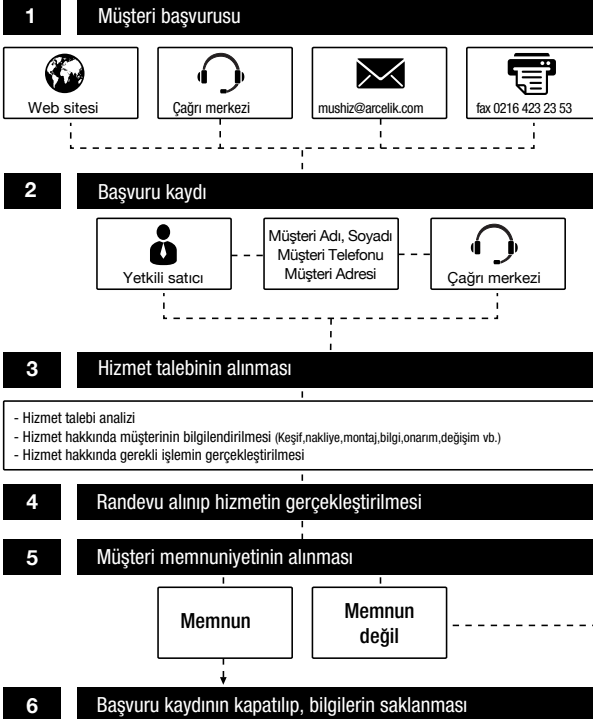 1 Müşteri başvurusu
Web sitesi
Çağrı merkezi
mushiz@arcelik.com
fax 0216 423 23 53
2 Başvuru kaydı
Yetkili satıcı
Müşteri Adı, Soyadı
Müşteri Telefonu
Müşteri Adresi
Çağrı merkezi
3 Hizmet talebinin alınması
- Hizmet talebi analizi
- Hizmet hakkında müşterinin bilgilendirilmesi (Keşif,nakliye,montaj,bilgi,onarım,değişim vb.)
- Hizmet hakkında gerekli işlemin gerçekleştirilmesi
4 Randevu alınıp hizmetin gerçekleştirilmesi
5 Müşteri memnuniyetinin alınması
Memnun
Memnun
değil
6 Başvuru kaydının kapatılıp, bilgilerin saklanması